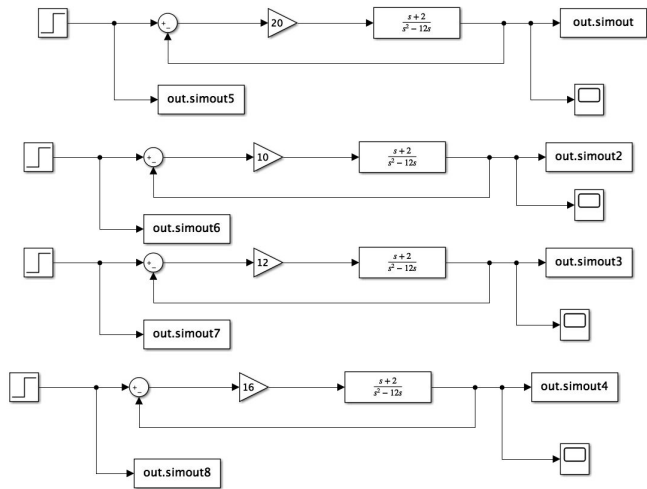 +
−
20
s + 2
s² − 12s
out.simout
out.simout5
+
−
10
s + 2
s² − 12s
out.simout2
out.simout6
+
−
12
s + 2
s² − 12s
out.simout3
out.simout7
+
−
16
s + 2
s² − 12s
out.simout4
out.simout8